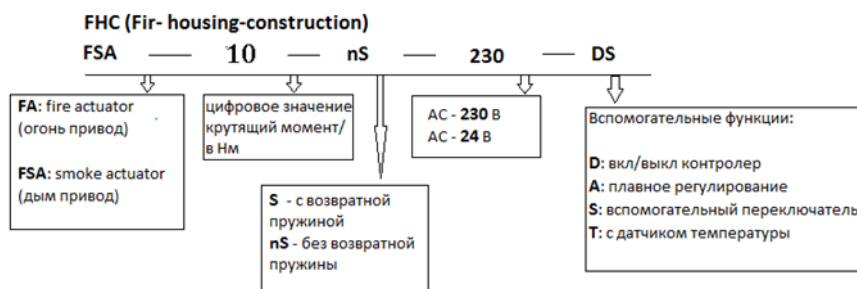 FHC (Fir- housing-construction)
FSA — 10 — nS — 230 — DS
FA: fire actuator
(огонь привод)
FSA: smoke actuator
(дым привод)
цифровое значение
крутящий момент/
в Нм
S - с возвратной
пружиной
nS - без возвратной
пружины
АС - 230 В
АС - 24 В
Вспомогательные функции:
D: вкл/выкл контролер
A: плавное регулирование
S: вспомогательный переключатель
T: с датчиком температуры